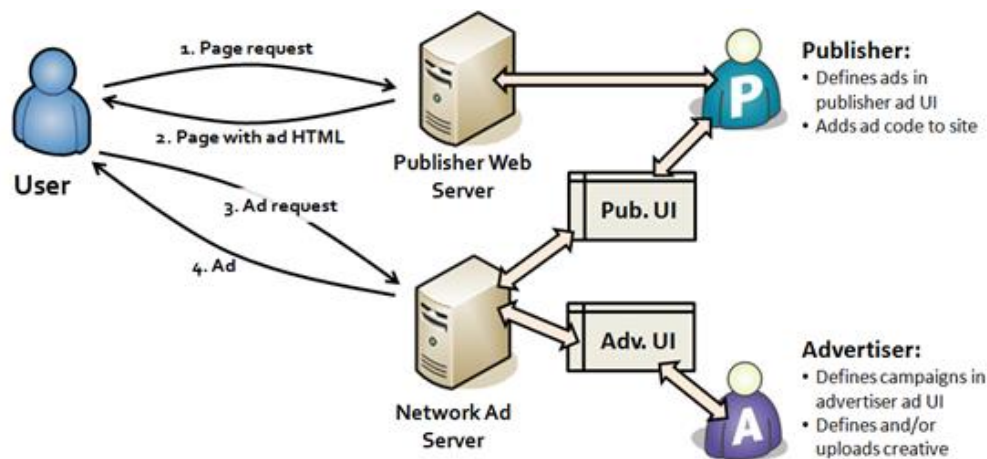 1. Page request
2. Page with ad HTML
User
3. Ad request
4. Ad
Publisher Web
Server
Network Ad
Server
Pub. UI
Adv. UI
P
Publisher:
• Defines ads in
publisher ad UI
• Adds ad code to site
A
Advertiser:
• Defines campaigns in
advertiser ad UI
• Defines and/or
uploads creative